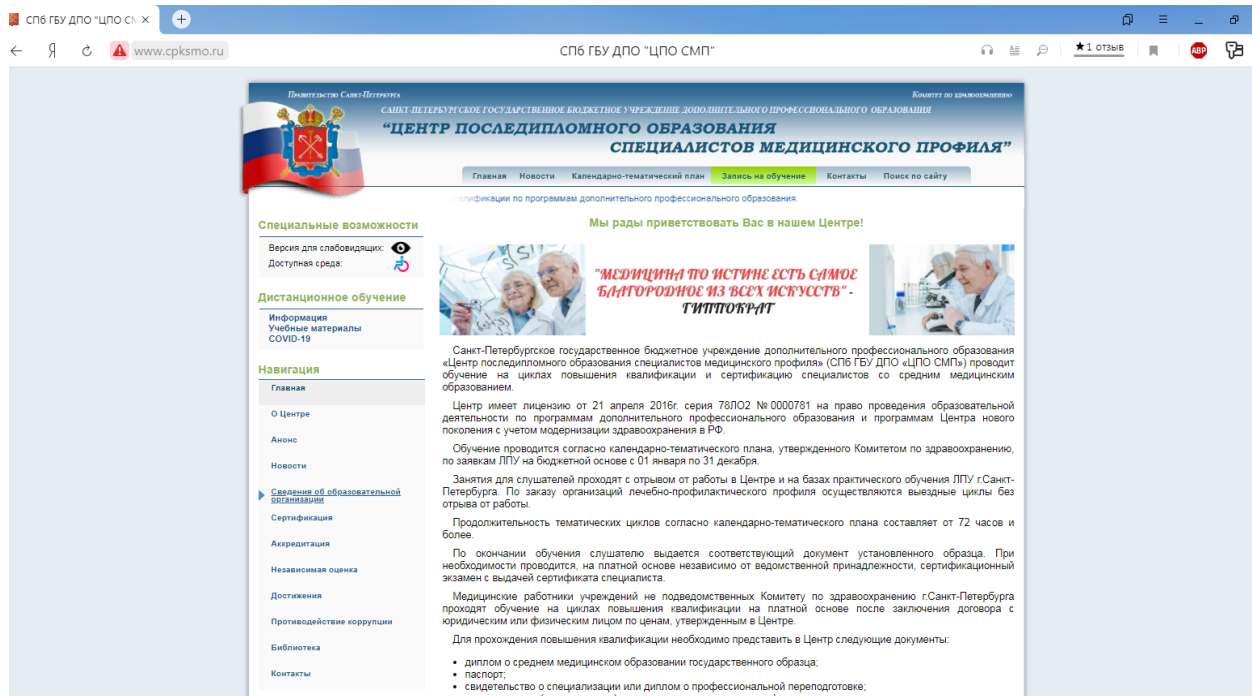 СПб ГБУ ДПО "ЦПО СМ
www.cpksmo.ru
СПб ГБУ ДПО "ЦПО СМП"
★1 отзыв
ABP
Правительство Санкт-Петербурга
Комитет по здравоохранению
САНКТ-ПЕТЕРБУРГСКОЕ ГОСУДАРСТВЕННОЕ БЮДЖЕТНОЕ УЧРЕЖДЕНИЕ ДОПОЛНИТЕЛЬНОГО ПРОФЕССИОНАЛЬНОГО ОБРАЗОВАНИЯ
“ЦЕНТР ПОСЛЕДИПЛОМНОГО ОБРАЗОВАНИЯ
СПЕЦИАЛИСТОВ МЕДИЦИНСКОГО ПРОФИЛЯ”
Главная Новости Календарно-тематический план Запись на обучение Контакты Поиск по сайту
по программам дополнительного профессионального образования.
Специальные возможности
Версия для слабовидящих:
Доступная среда:
Дистанционное обучение
Информация
Учебные материалы
COVID-19
Навигация
Главная
О Центре
Анонс
Новости
Сведения об образовательной
организации
Сертификация
Аккредитация
Независимая оценка
Достижения
Противодействие коррупции
Библиотека
Контакты
Мы рады приветствовать Вас в нашем Центре!
"МЕДИЦИНА ПО ИСТИНЕ ЕСТЬ САМОЕ
БЛАГОРОДНОЕ ИЗ ВСЕХ ИСКУССТВ" -
ГИППОКРАТ
Санкт-Петербургское государственное бюджетное учреждение дополнительного профессионального образования
«Центр последипломного образования специалистов медицинского профиля» (СПб ГБУ ДПО «ЦПО СМП») проводит
обучение на циклах повышения квалификации и сертификацию специалистов со средним медицинским
образованием.
Центр имеет лицензию от 21 апреля 2016г. серия 78ЛО2 № 0000781 на право проведения образовательной
деятельности по программам дополнительного профессионального образования и программам Центра нового
поколения с учетом модернизации здравоохранения в РФ.
Обучение проводится согласно календарно-тематического плана, утвержденного Комитетом по здравоохранению,
по заявкам ЛПУ на бюджетной основе с 01 января по 31 декабря.
Занятия для слушателей проходят с отрывом от работы в Центре и на базах практического обучения ЛПУ г.Санкт-
Петербурга. По заказу организаций лечебно-профилактического профиля осуществляются выездные циклы без
отрыва от работы.
Продолжительность тематических циклов согласно календарно-тематического плана составляет от 72 часов и
более.
По окончании обучения слушателю выдается соответствующий документ установленного образца. При
необходимости проводится, на платной основе независимо от ведомственной принадлежности, сертификационный
экзамен с выдачей сертификата специалиста.
Медицинские работники учреждений не подведомственных Комитету по здравоохранению г.Санкт-Петербурга
проходят обучение на циклах повышения квалификации на платной основе после заключения договора с
юридическим или физическим лицом по ценам, утвержденным в Центре.
Для прохождения повышения квалификации необходимо представить в Центр следующие документы:
• диплом о среднем медицинском образовании государственного образца;
• паспорт;
• свидетельство о специализации или диплом о профессиональной переподготовке;